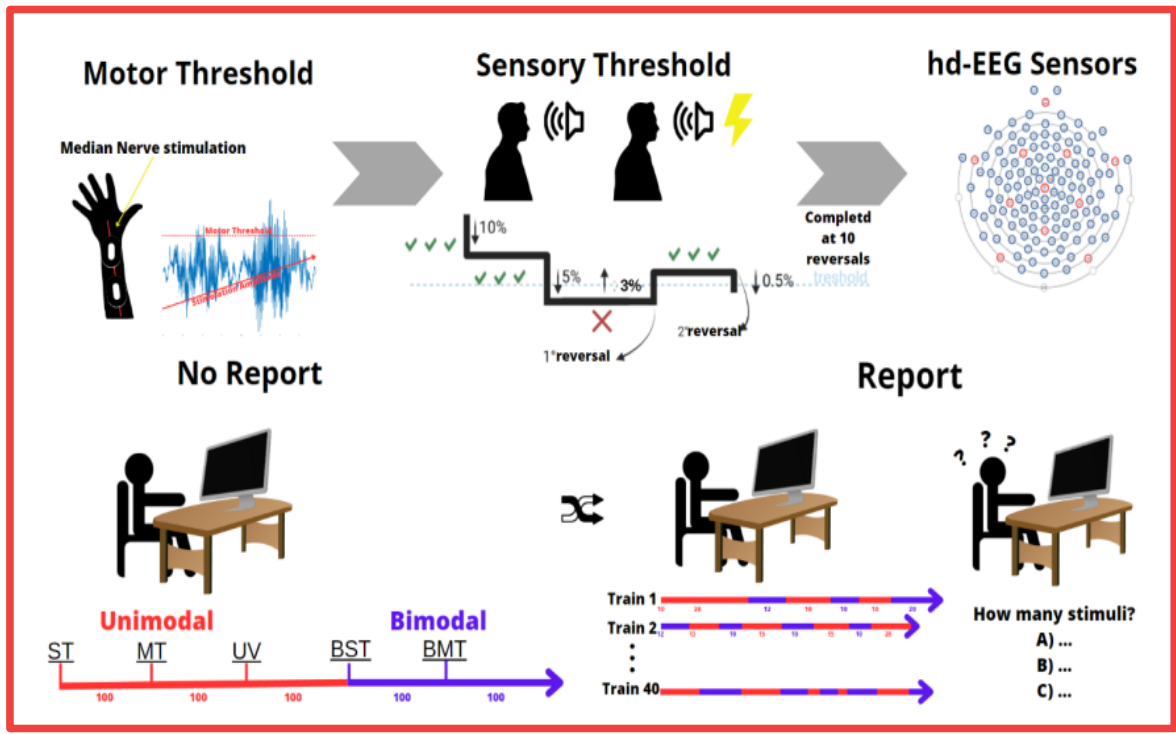 Motor Threshold
Sensory Threshold
hd-EEG Sensors
Median Nerve stimulation
Motor Threshold
Stimulation Amplitude
10%
5%
3%
0.5%
1°reversal
2°reversal
Completd
at 10
reversals
treshold
No Report
Report
? ? ?
Unimodal
Bimodal
ST MT UV BST BMT
100 100 100 100 100
Train 1
Train 2
Train 40
How many stimuli?
A) ...
B) ...
C) ...